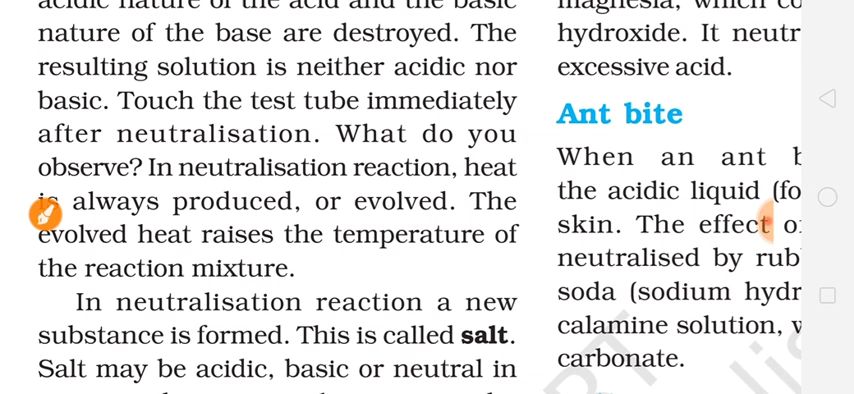 nature of the base are destroyed. The
resulting solution is neither acidic nor
basic. Touch the test tube immediately
after neutralisation. What do you
observe? In neutralisation reaction, heat
is always produced, or evolved. The
evolved heat raises the temperature of
the reaction mixture.
In neutralisation reaction a new
substance is formed. This is called salt.
Salt may be acidic, basic or neutral in
hydroxide. It neutr
excessive acid.
Ant bite
When an ant
the acidic liquid (fo
skin. The effect o
neutralised by rub
soda (sodium hydr
calamine solution,
carbonate.